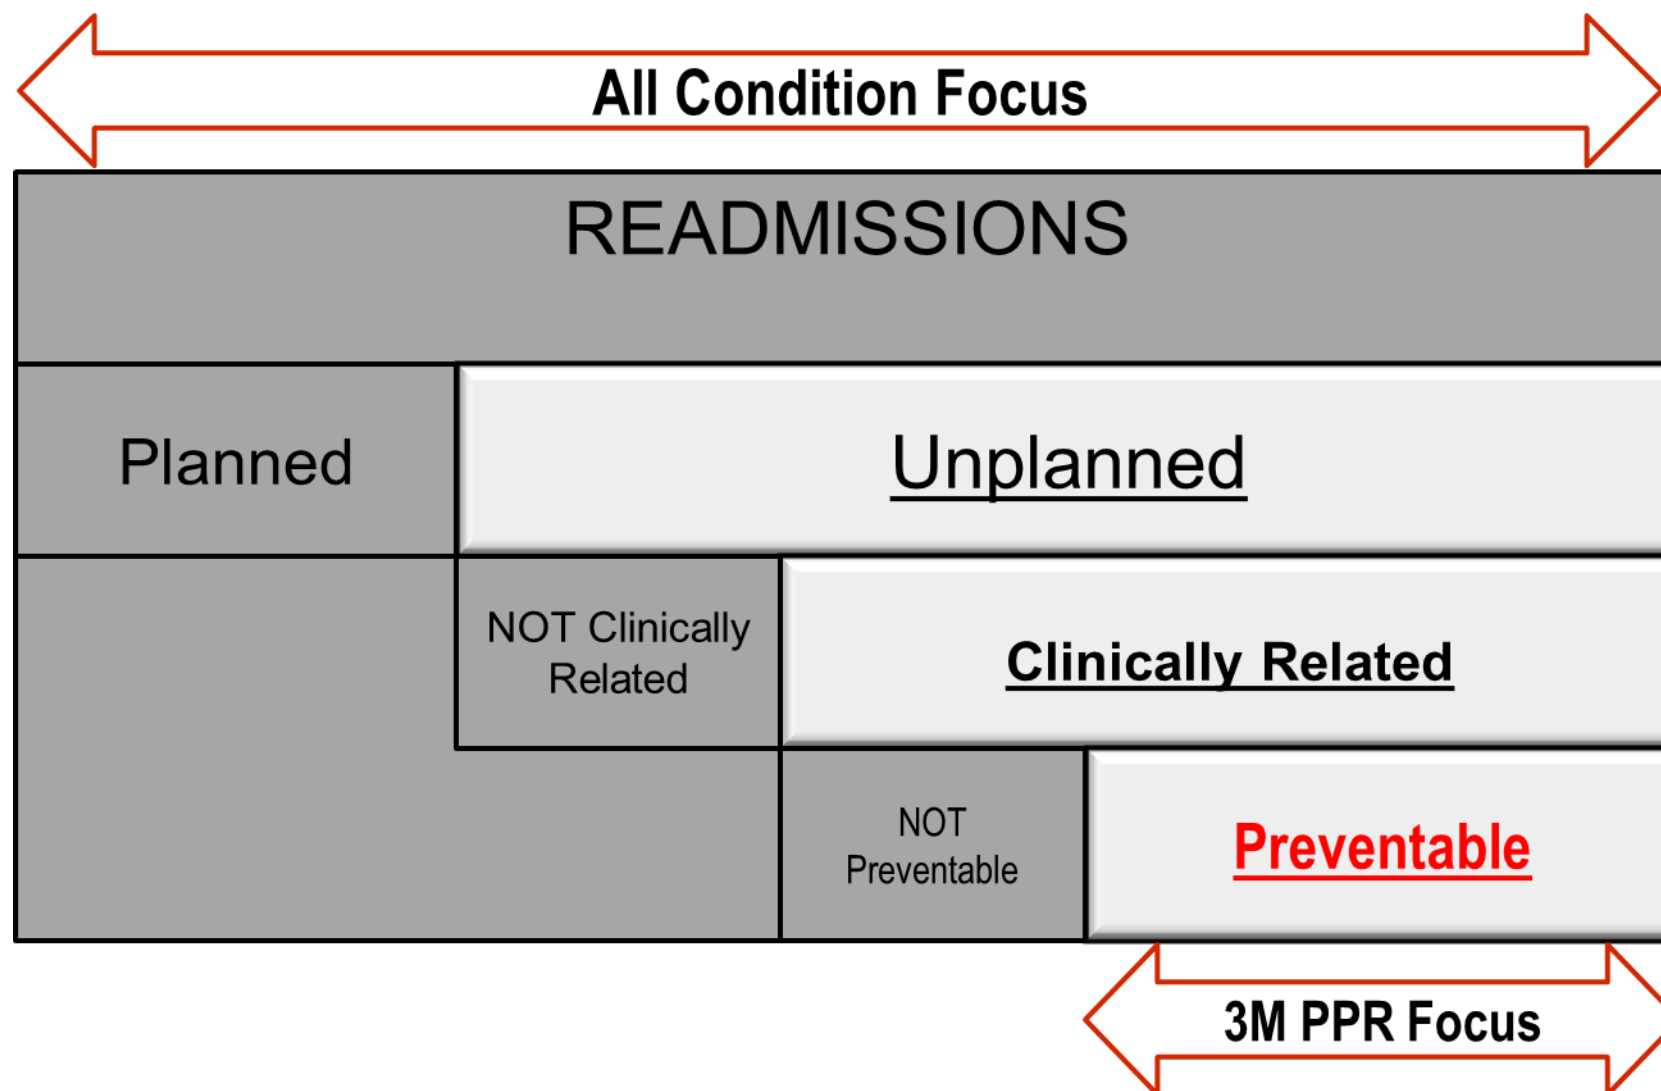 All Condition Focus
READMISSIONS
Planned
Unplanned
NOT Clinically
Related
Clinically Related
NOT
Preventable
Preventable
3M PPR Focus